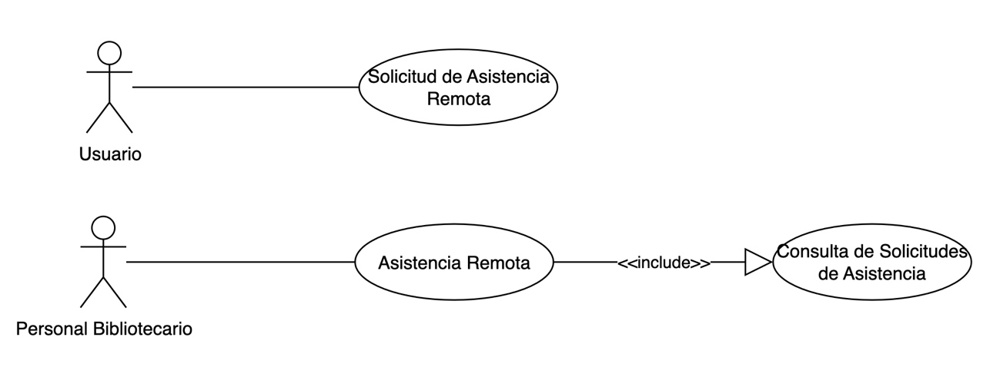 Solicitud de Asistencia
Remota
Usuario
Asistencia Remota
<<include>>
Consulta de Solicitudes
de Asistencia
Personal Bibliotecario